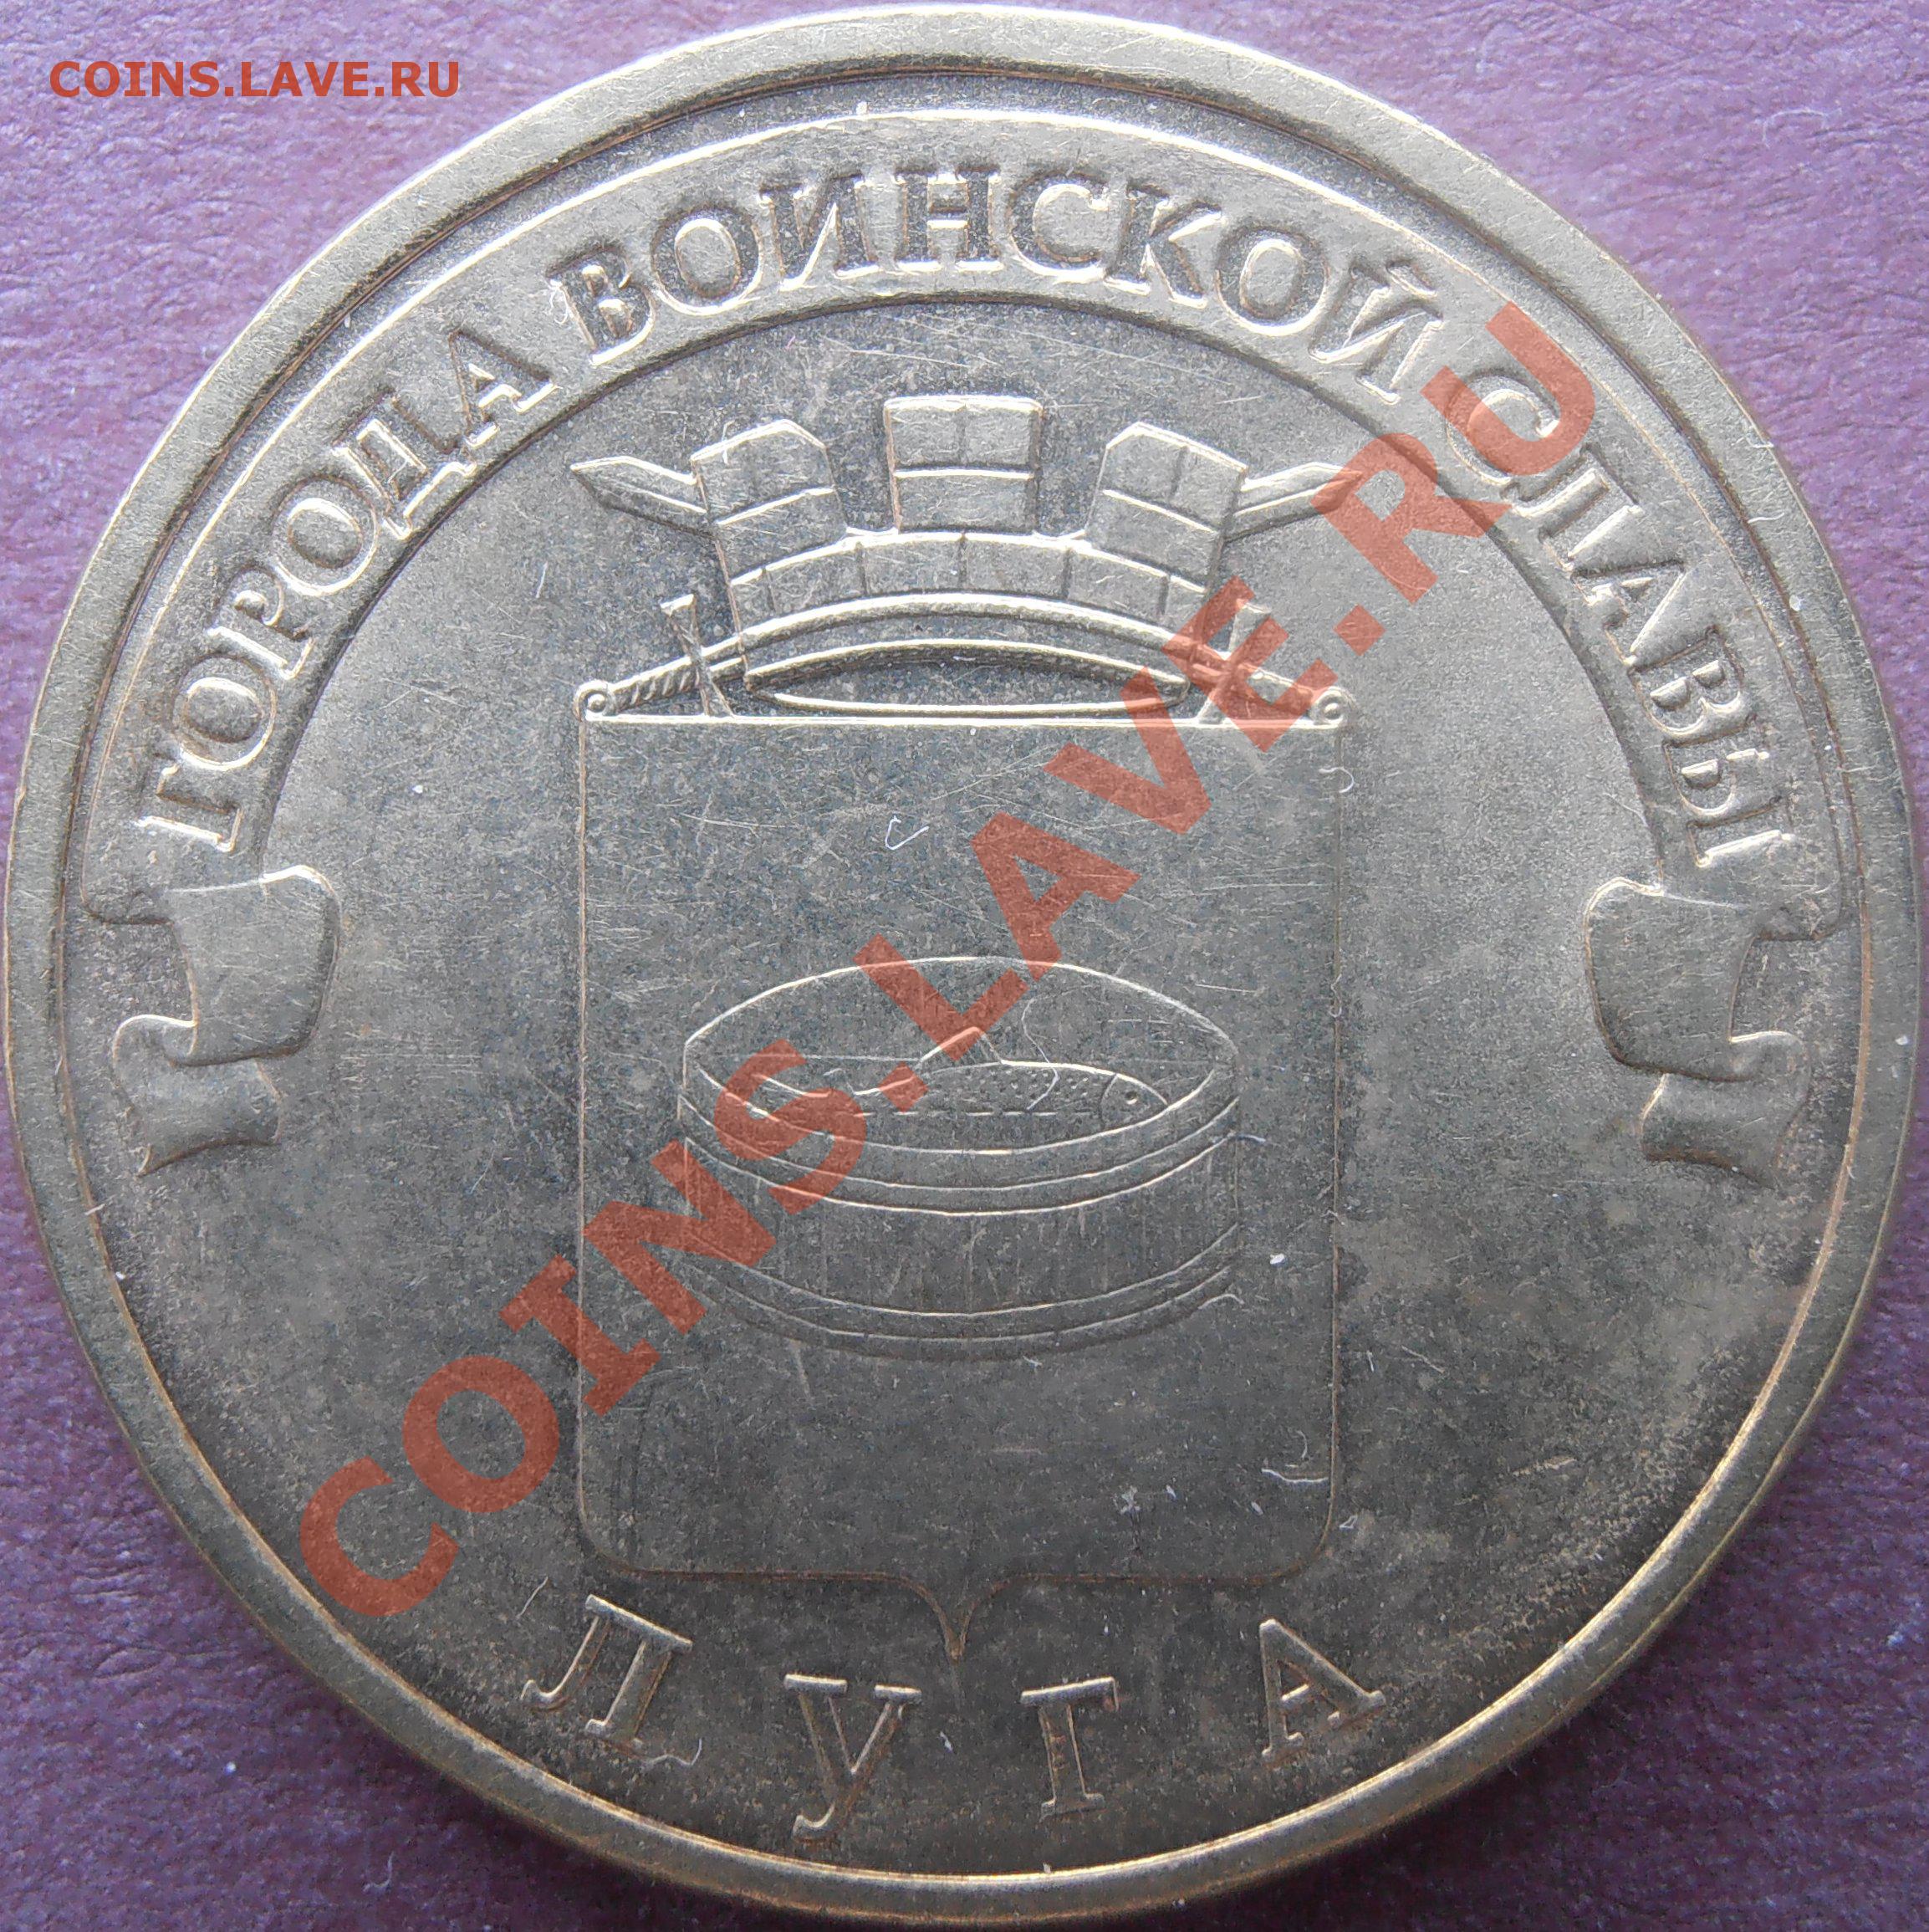 COINS.LAVE.RU
ГОРОДА ВОИНСКОЙ СЛАВЫ
COINS.LAVE.RU
ЛУГА